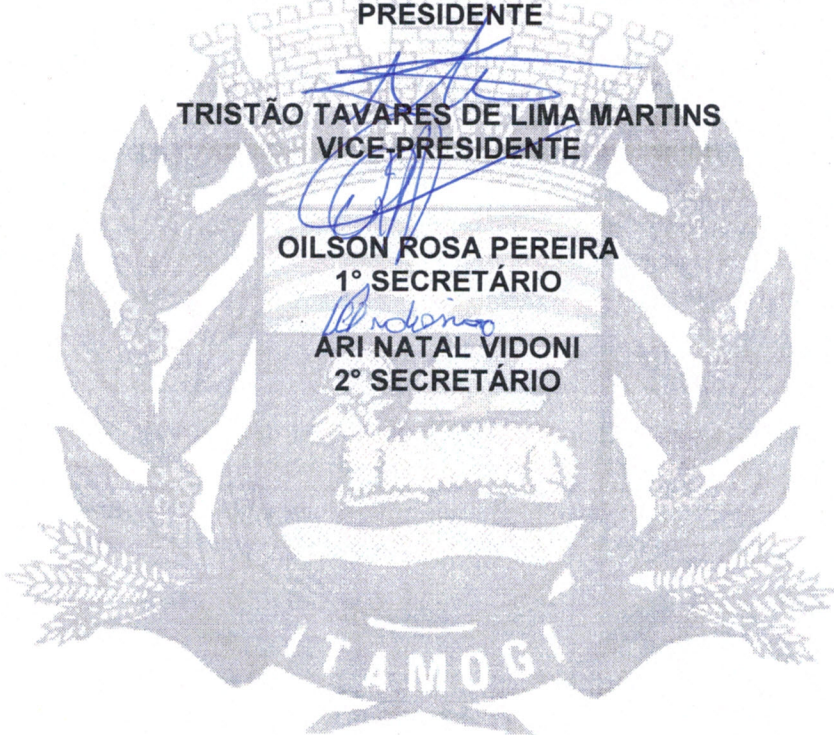 PRESIDENTE
TRISTÃO TAVARES DE LIMA MARTINS
VICE-PRESIDENTE
OILSON ROSA PEREIRA
1° SECRETÁRIO
ARI NATAL VIDONI
2° SECRETÁRIO
ITAMOGI